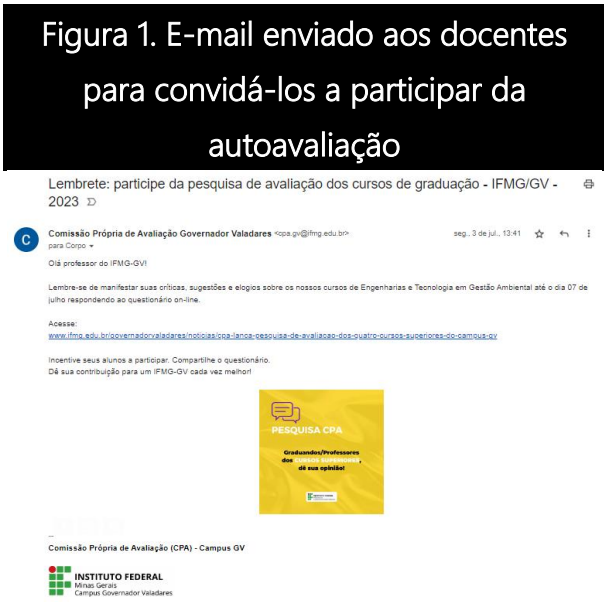 Figura 1. E-mail enviado aos docentes
para convidá-los a participar da
autoavaliação
Lembrete: participe da pesquisa de avaliação dos cursos de graduação - IFMG/GV -
2023
C
Comissão Própria de Avaliação Governador Valadares <cpa.gv@ifmg.edu.br>
seg., 3 de jul., 13:41
para Corpo
Olá professor do IFMG-GV!
Lembre-se de manifestar suas críticas, sugestões e elogios sobre os nossos cursos de Engenharias e Tecnologia em Gestão Ambiental até o dia 07 de
julho respondendo ao questionário on-line.
Acesse:
www.ifmg.edu.br/governadorvaladares/noticias/cpa-lanca-pesquisa-de-avaliacao-dos-quatro-cursos-superiores-do-campus-gv
Incentive seus alunos a participar. Compartilhe o questionário.
Dê sua contribuição para um IFMG-GV cada vez melhor!
PESQUISA CPA
Graduandos/Professores
dos CURSOS SUPERIORES,
dê sua opinião!
INSTITUTO FEDERAL
--
Comissão Própria de Avaliação (CPA) - Campus GV
INSTITUTO FEDERAL
Minas Gerais
Campus Governador Valadares